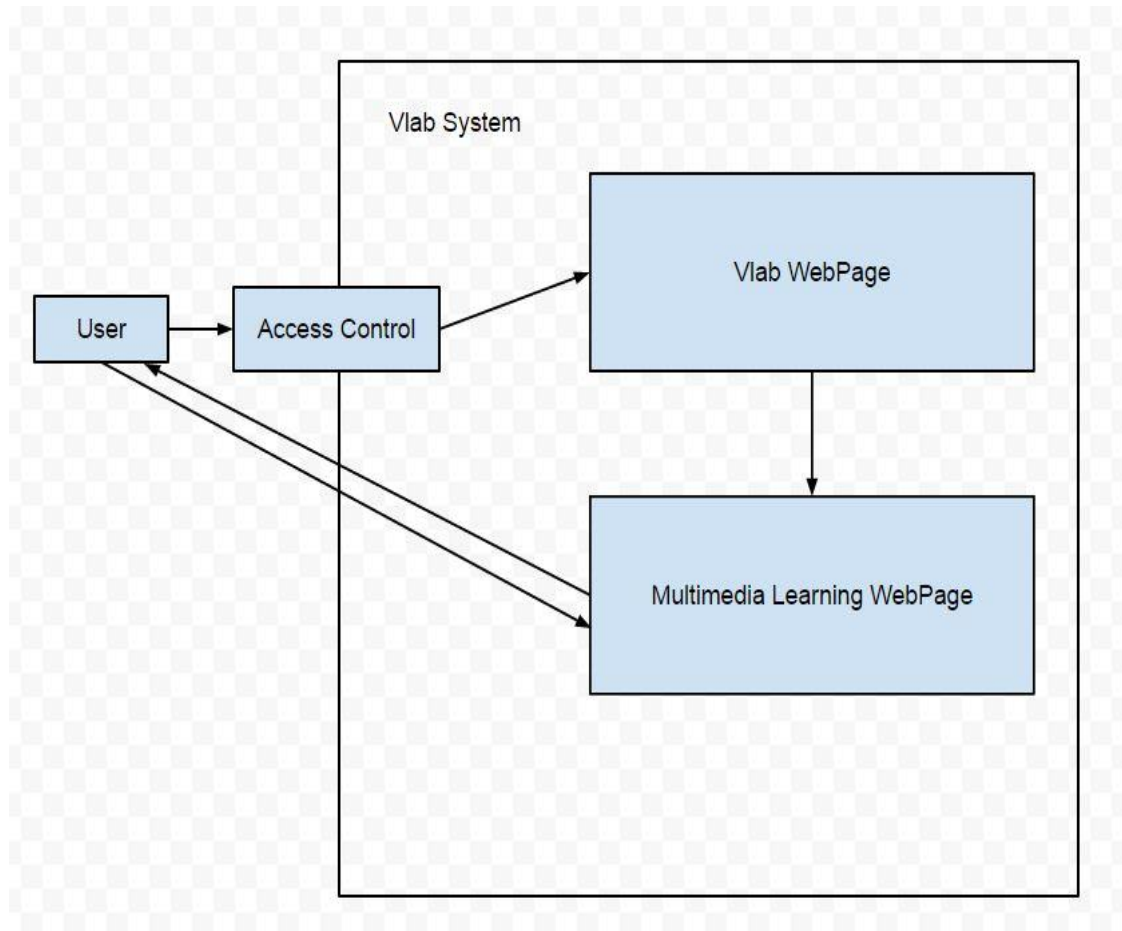 Vlab System
Vlab WebPage
User
Access Control
Multimedia Learning WebPage